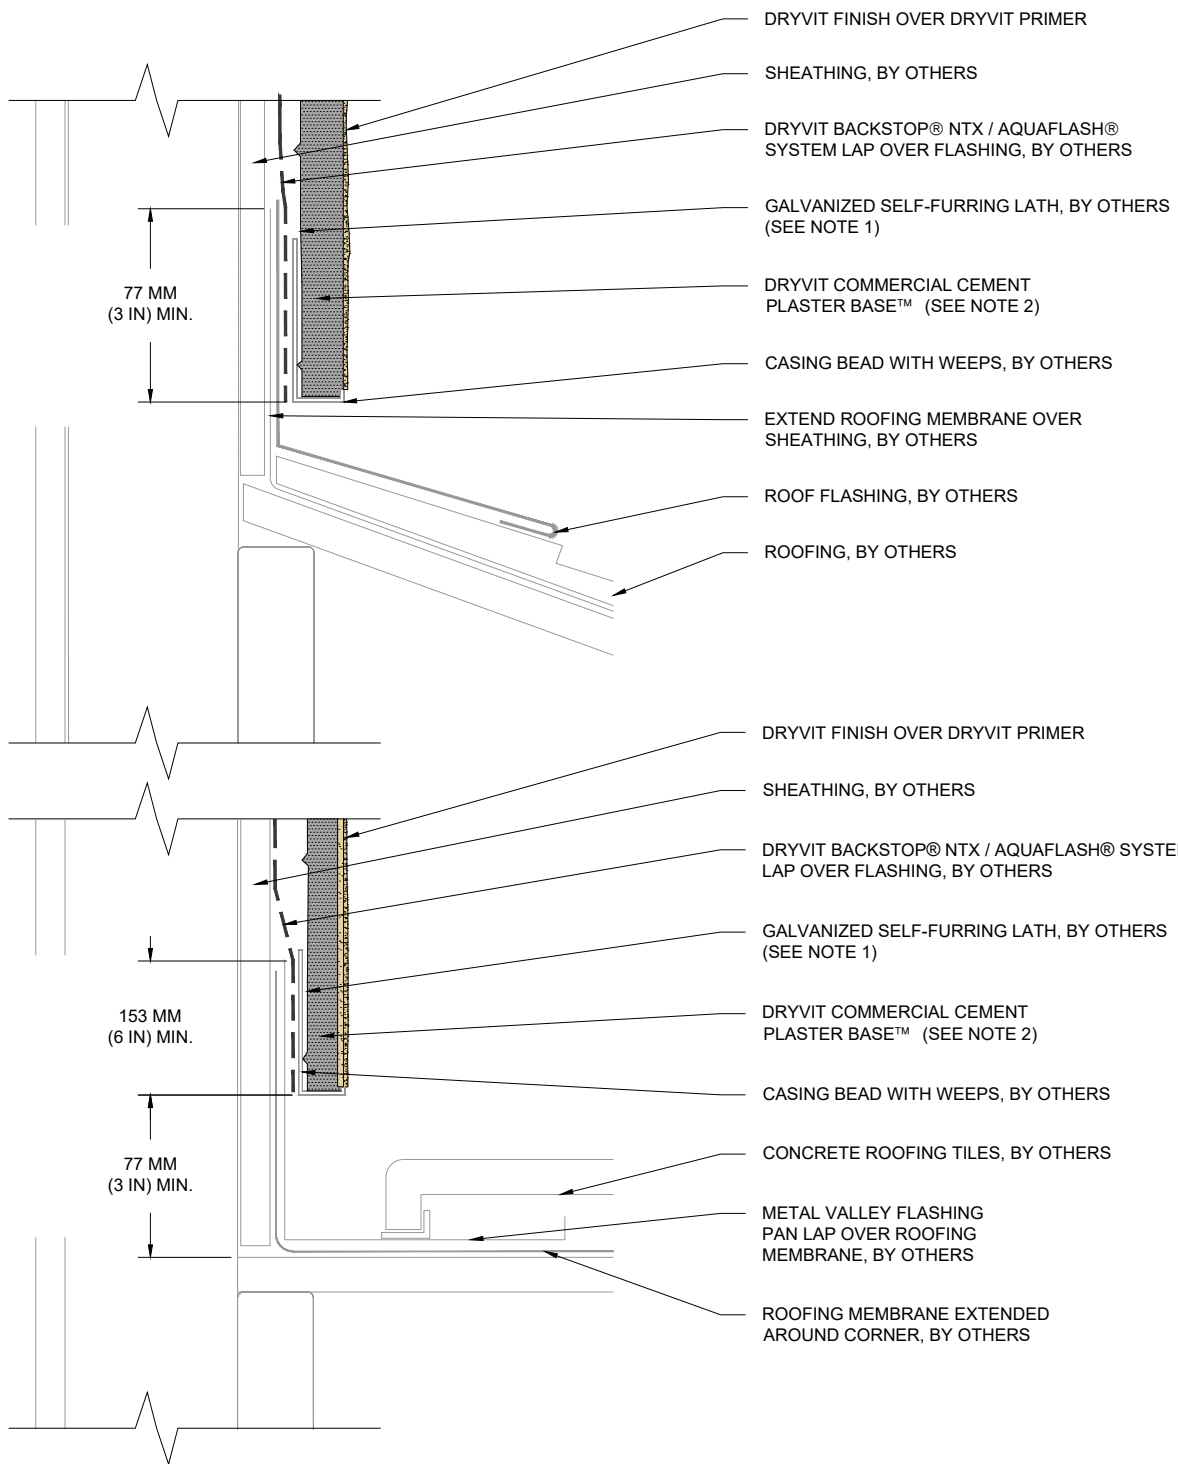 DRYVIT FINISH OVER DRYVIT PRIMER
SHEATHING, BY OTHERS
DRYVIT BACKSTOP® NTX / AQUAFLASH®
SYSTEM LAP OVER FLASHING, BY OTHERS
GALVANIZED SELF-FURRING LATH, BY OTHERS
(SEE NOTE 1)
77 MM
(3 IN) MIN.
DRYVIT COMMERCIAL CEMENT
PLASTER BASE™ (SEE NOTE 2)
CASING BEAD WITH WEEPS, BY OTHERS
EXTEND ROOFING MEMBRANE OVER
SHEATHING, BY OTHERS
ROOF FLASHING, BY OTHERS
ROOFING, BY OTHERS
DRYVIT FINISH OVER DRYVIT PRIMER
SHEATHING, BY OTHERS
DRYVIT BACKSTOP® NTX / AQUAFLASH® SYSTE
LAP OVER FLASHING, BY OTHERS
GALVANIZED SELF-FURRING LATH, BY OTHERS
(SEE NOTE 1)
153 MM
(6 IN) MIN.
DRYVIT COMMERCIAL CEMENT
PLASTER BASE™ (SEE NOTE 2)
CASING BEAD WITH WEEPS, BY OTHERS
77 MM
(3 IN) MIN.
CONCRETE ROOFING TILES, BY OTHERS
METAL VALLEY FLASHING
PAN LAP OVER ROOFING
MEMBRANE, BY OTHERS
ROOFING MEMBRANE EXTENDED
AROUND CORNER, BY OTHERS